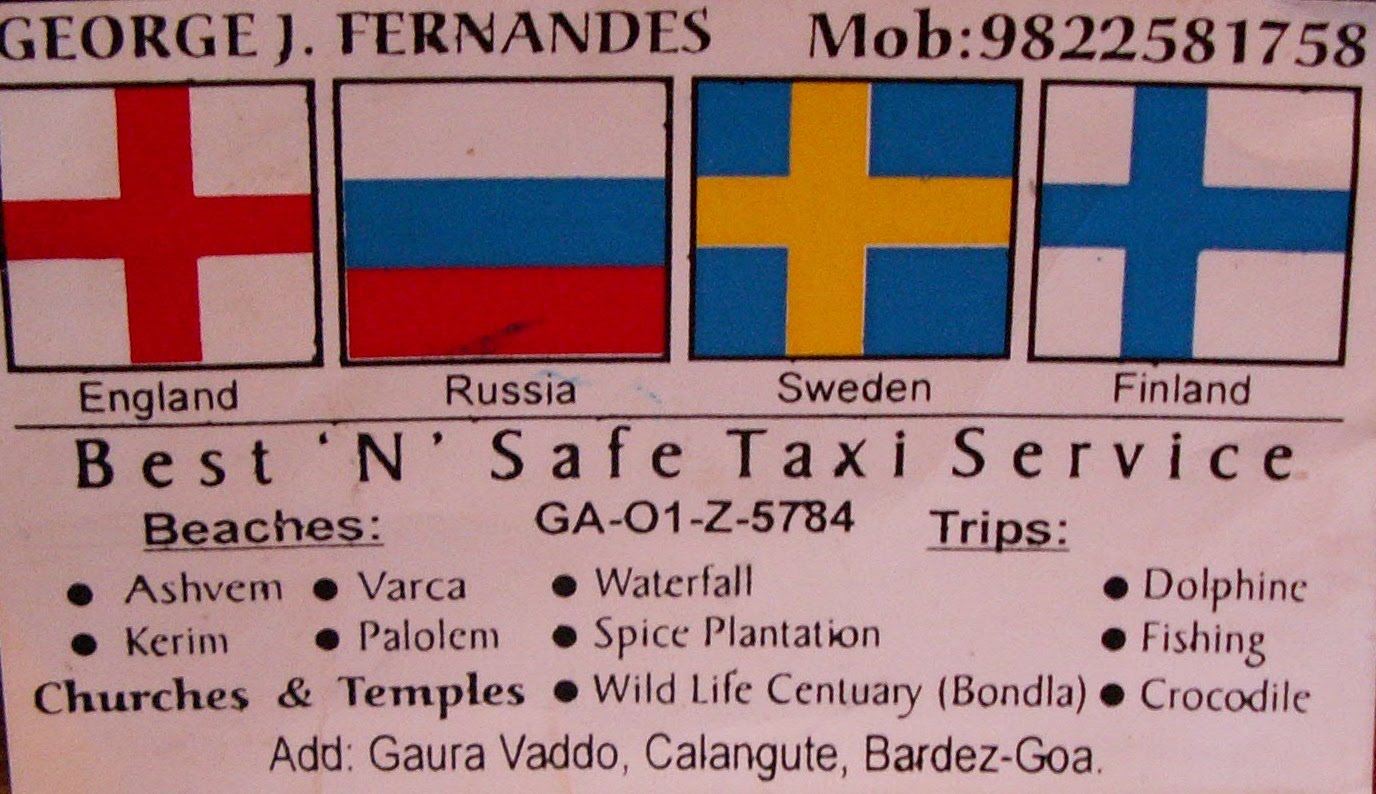 GEORGE J. FERNANDES Mob:9822581758
England Russia Sweden Finland
Best 'N' Safe Taxi Service
Beaches: GA-O1-Z-5784 Trips:
• Ashvem • Varca • Waterfall • Dolphine
• Kerim • Palolem • Spice Plantation • Fishing
Churches & Temples • Wild Life Centuary (Bondla) • Crocodile
Add: Gaura Vaddo, Calangute, Bardez-Goa.